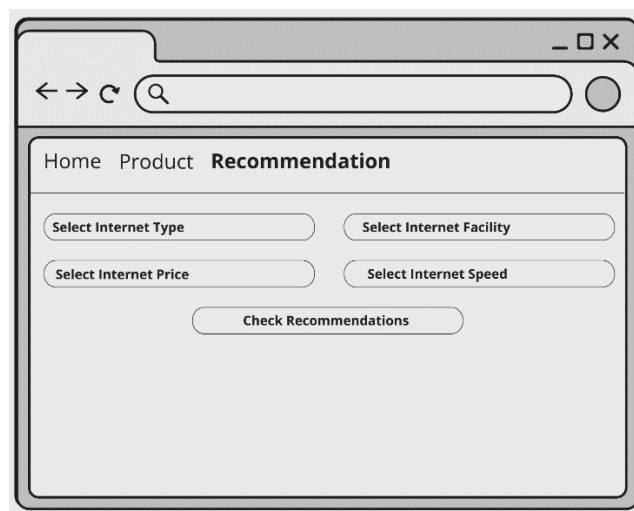 Home Product Recommendation
Select Internet Type Select Internet Facility
Select Internet Price Select Internet Speed
Check Recommendations